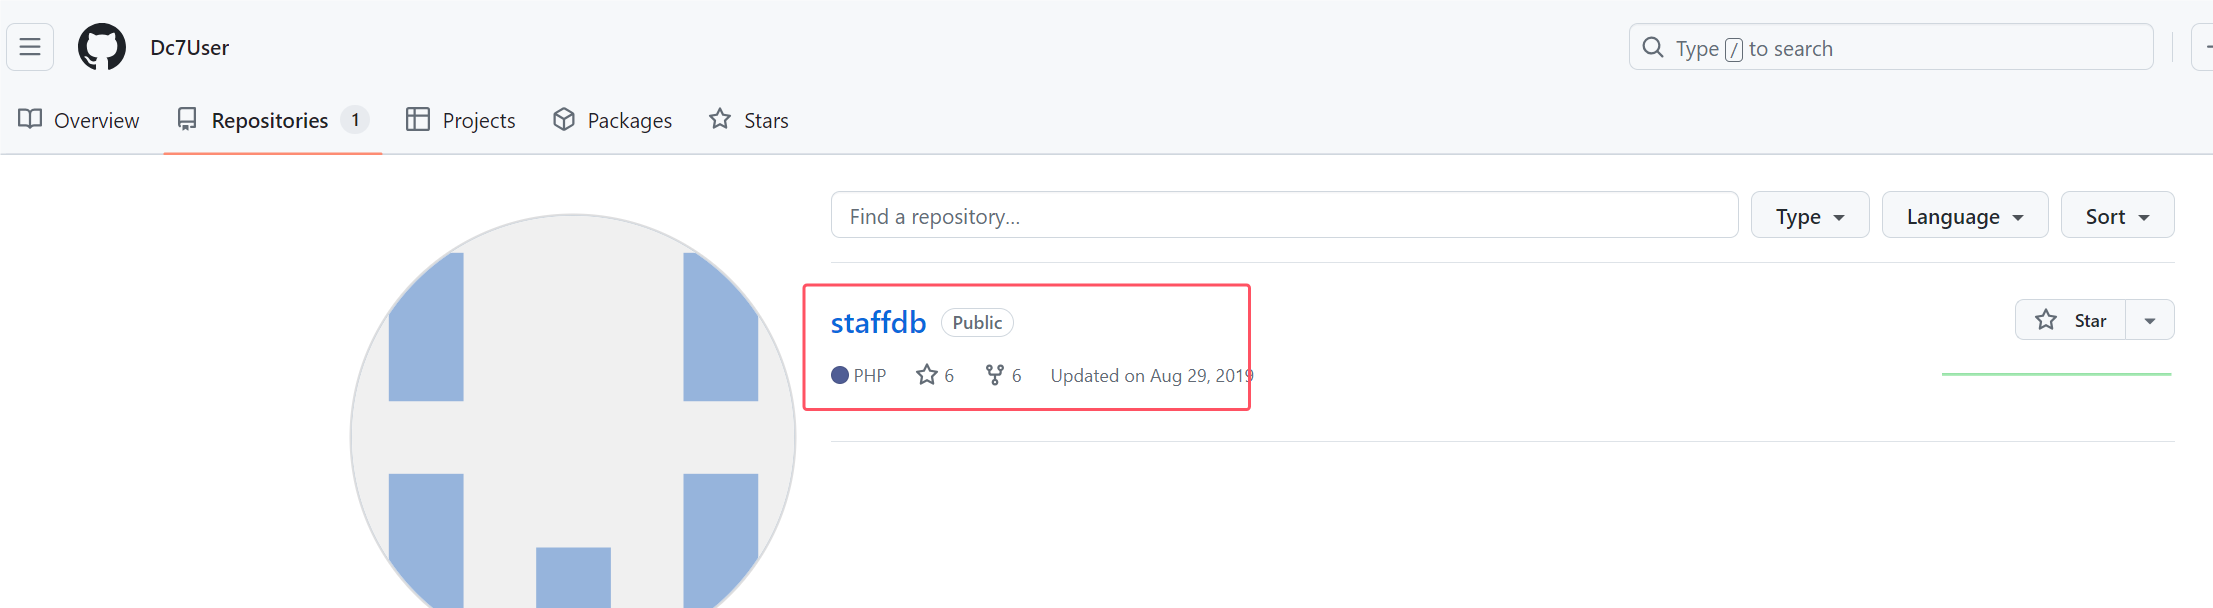 Dc7User
Type / to search
Overview
Repositories 1
Projects
Packages
Stars
Find a repository...
Type
Language
Sort
staffdb Public
Star
PHP 6 6 Updated on Aug 29, 2019